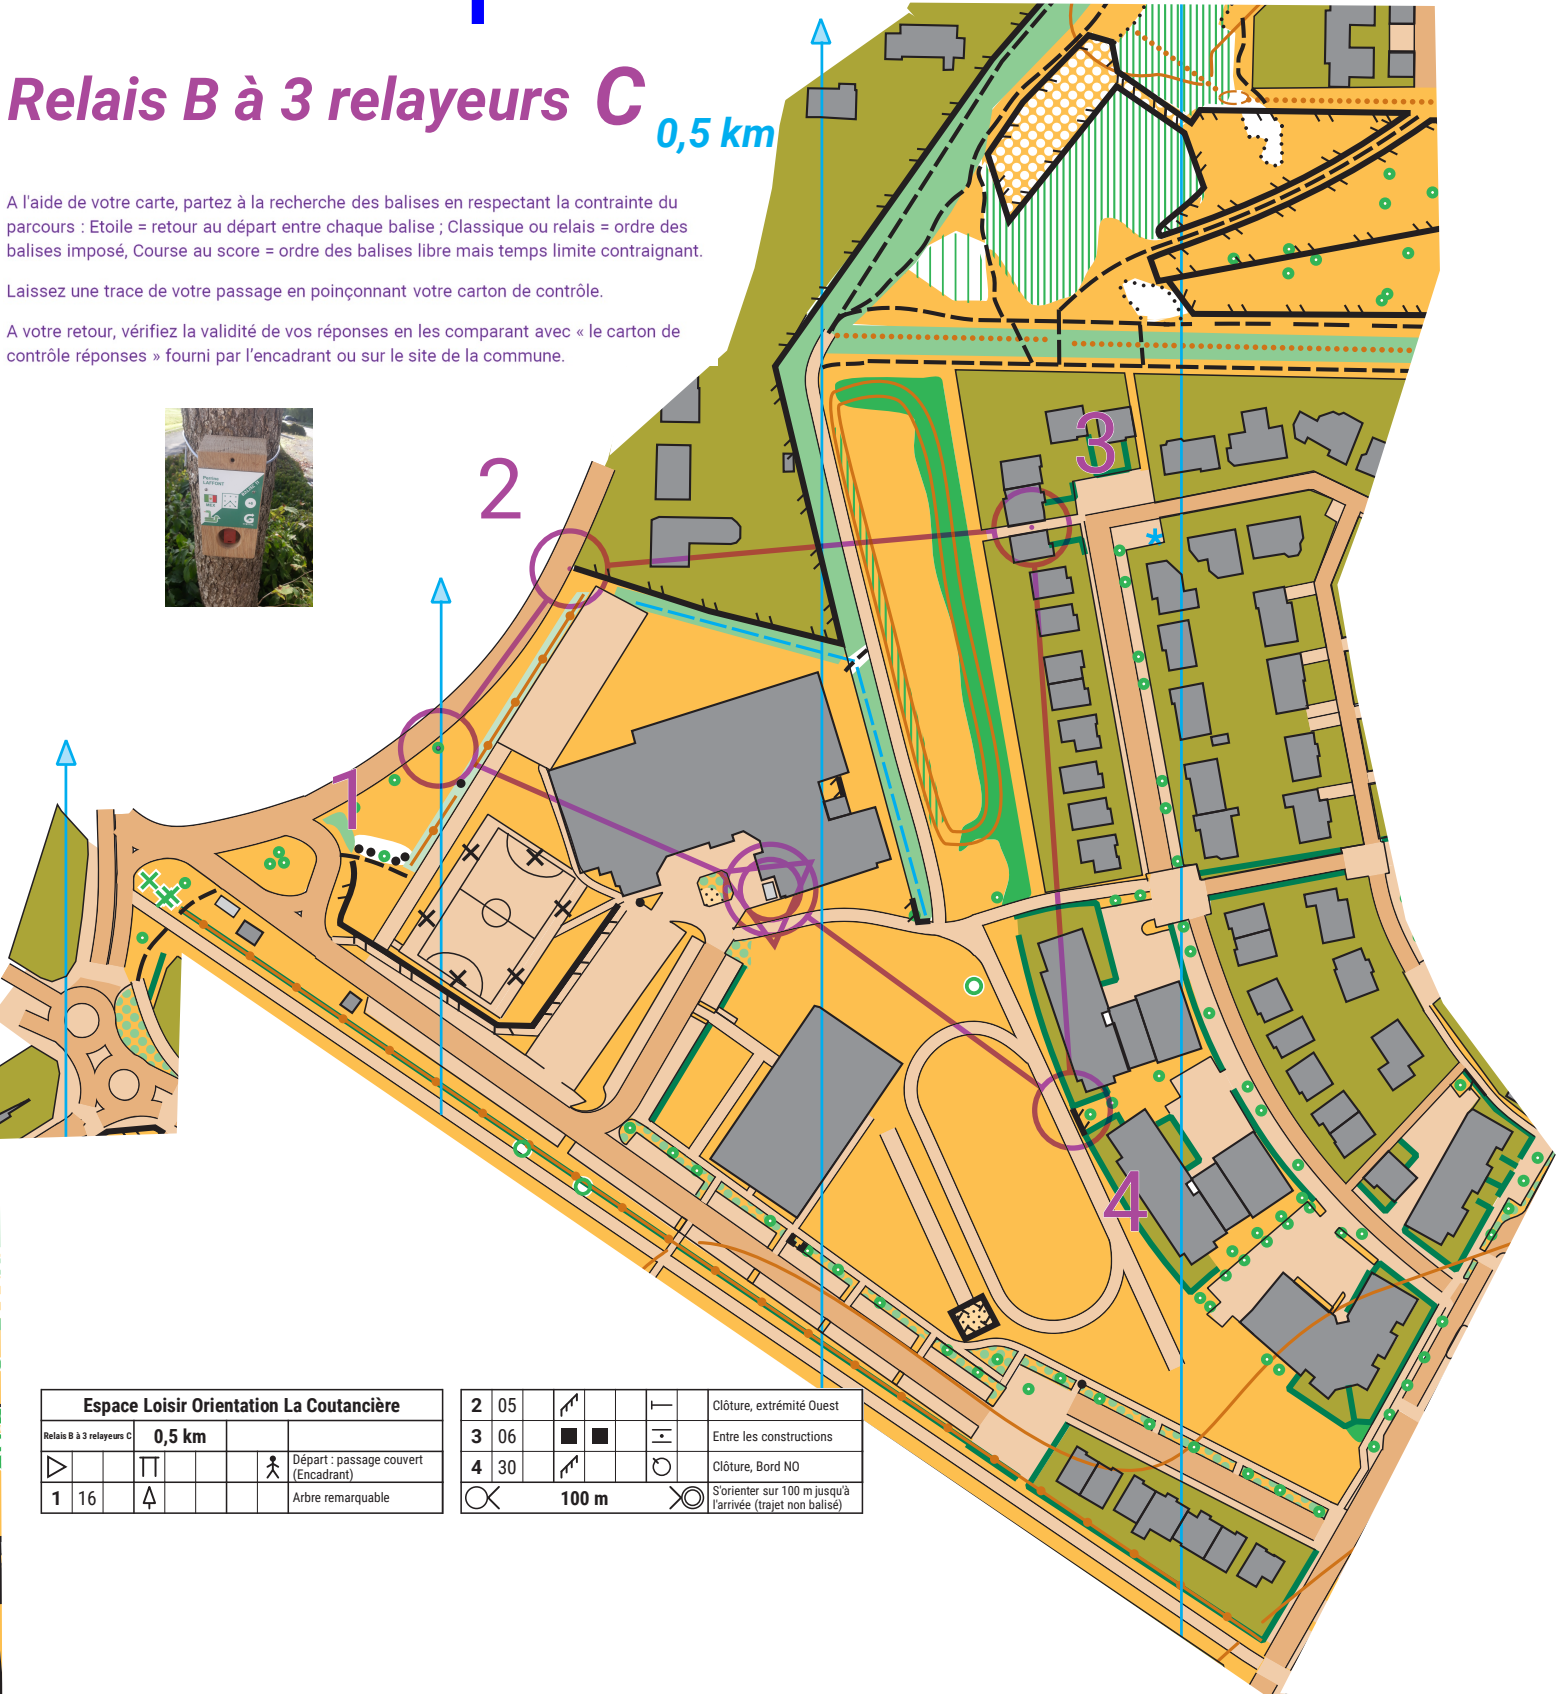 Relais B à 3 relayeurs C
0,5 km
A l'aide de votre carte, partez à la recherche des balises en respectant la contrainte du
parcours : Etoile = retour au départ entre chaque balise ; Classique ou relais = ordre des
balises imposé, Course au score = ordre des balises libre mais temps limite contraignant.
Laissez une trace de votre passage en poinçonnant votre carton de contrôle.
A votre retour, vérifiez la validité de vos réponses en les comparant avec « le carton de
contrôle réponses » fourni par l'encadrant ou sur le site de la commune.
2
3
1
4
Espace Loisir Orientation La Coutancière
Relais B à 3 relayeurs C 0,5 km
Départ : passage couvert
(Encadrant)
1 16 Arbre remarquable
2 05 Clôture, extrémité Ouest
3 06 Entre les constructions
4 30 Clôture, Bord NO
100 m S'orienter sur 100 m jusqu'à
l'arrivée (trajet non balisé)